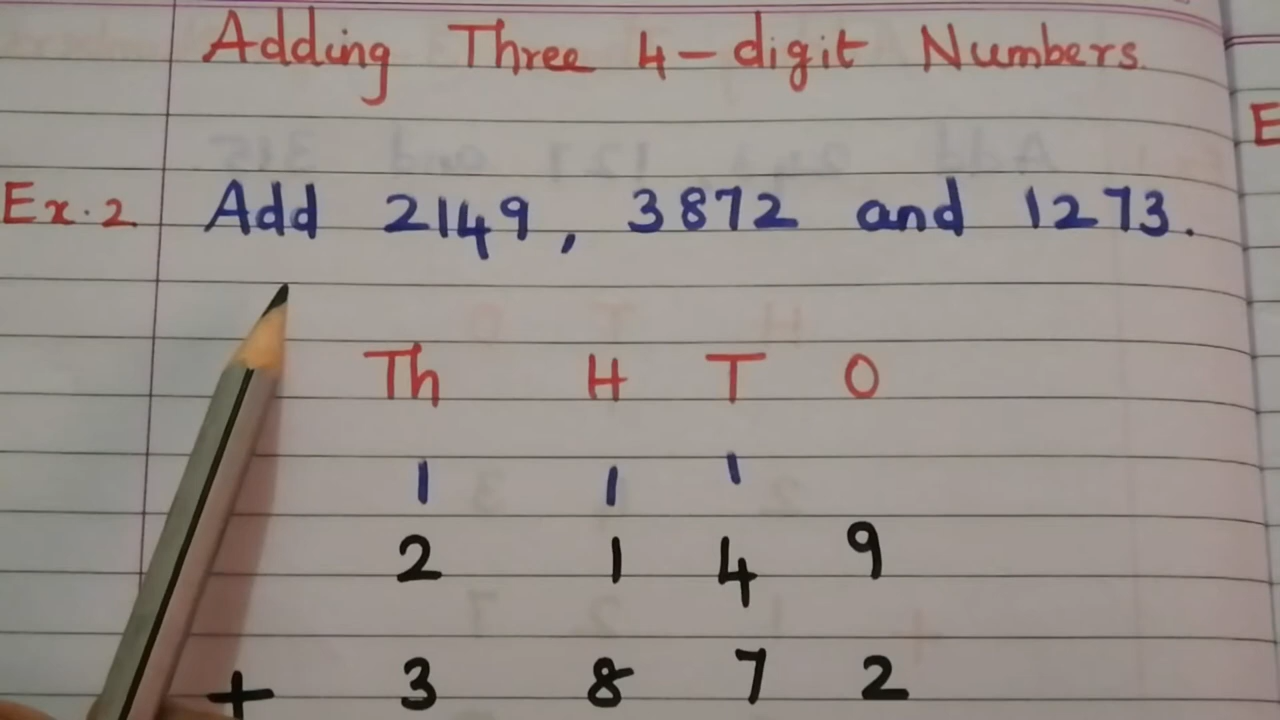 Adding Three 4-digit Numbers
E
Ex.2 Add 2149, 3872 and 1273.
Th H T O
1 1 1
2 1 4 9
+ 3 8 7 2